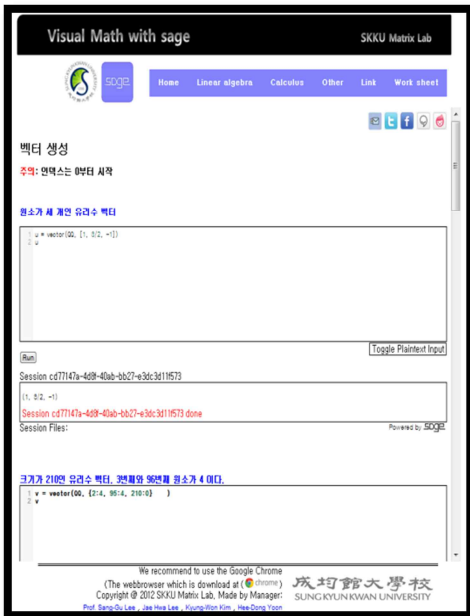 Visual Math with sage
SKKU Matrix Lab
sage
Home Linear algebra Calculus Other Link Work sheet
벡터 생성
주의: 인덱스는 0부터 시작
원소가 세 개인 유리수 벡터
1 u = vector(QQ, [1, 3/2, -1])
2 u
Toggle Plaintext Input
Run
Session cd77147a-4d8f-40ab-bb27-e3dc3d11f573
(1, 3/2, -1)
Session cd77147a-4d8f-40ab-bb27-e3dc3d11f573 done
Session Files:
Powered by sage
크기가 210인 유리수 벡터, 3번째와 96번째 원소가 4 이다.
1 v = vector(QQ, {2:4, 95:4, 210:0} )
2 v
We recommend to use the Google Chrome
(The webbrowser which is download at ( chrome )
Copyright @ 2012 SKKU Matrix Lab, Made by Manager:
Prof. Sang-Gu Lee , Jae Hwa Lee , Kyung-Won Kim , Hee-Dong Yoon
成均館大學校
SUNG KYUN KWAN UNIVERSITY